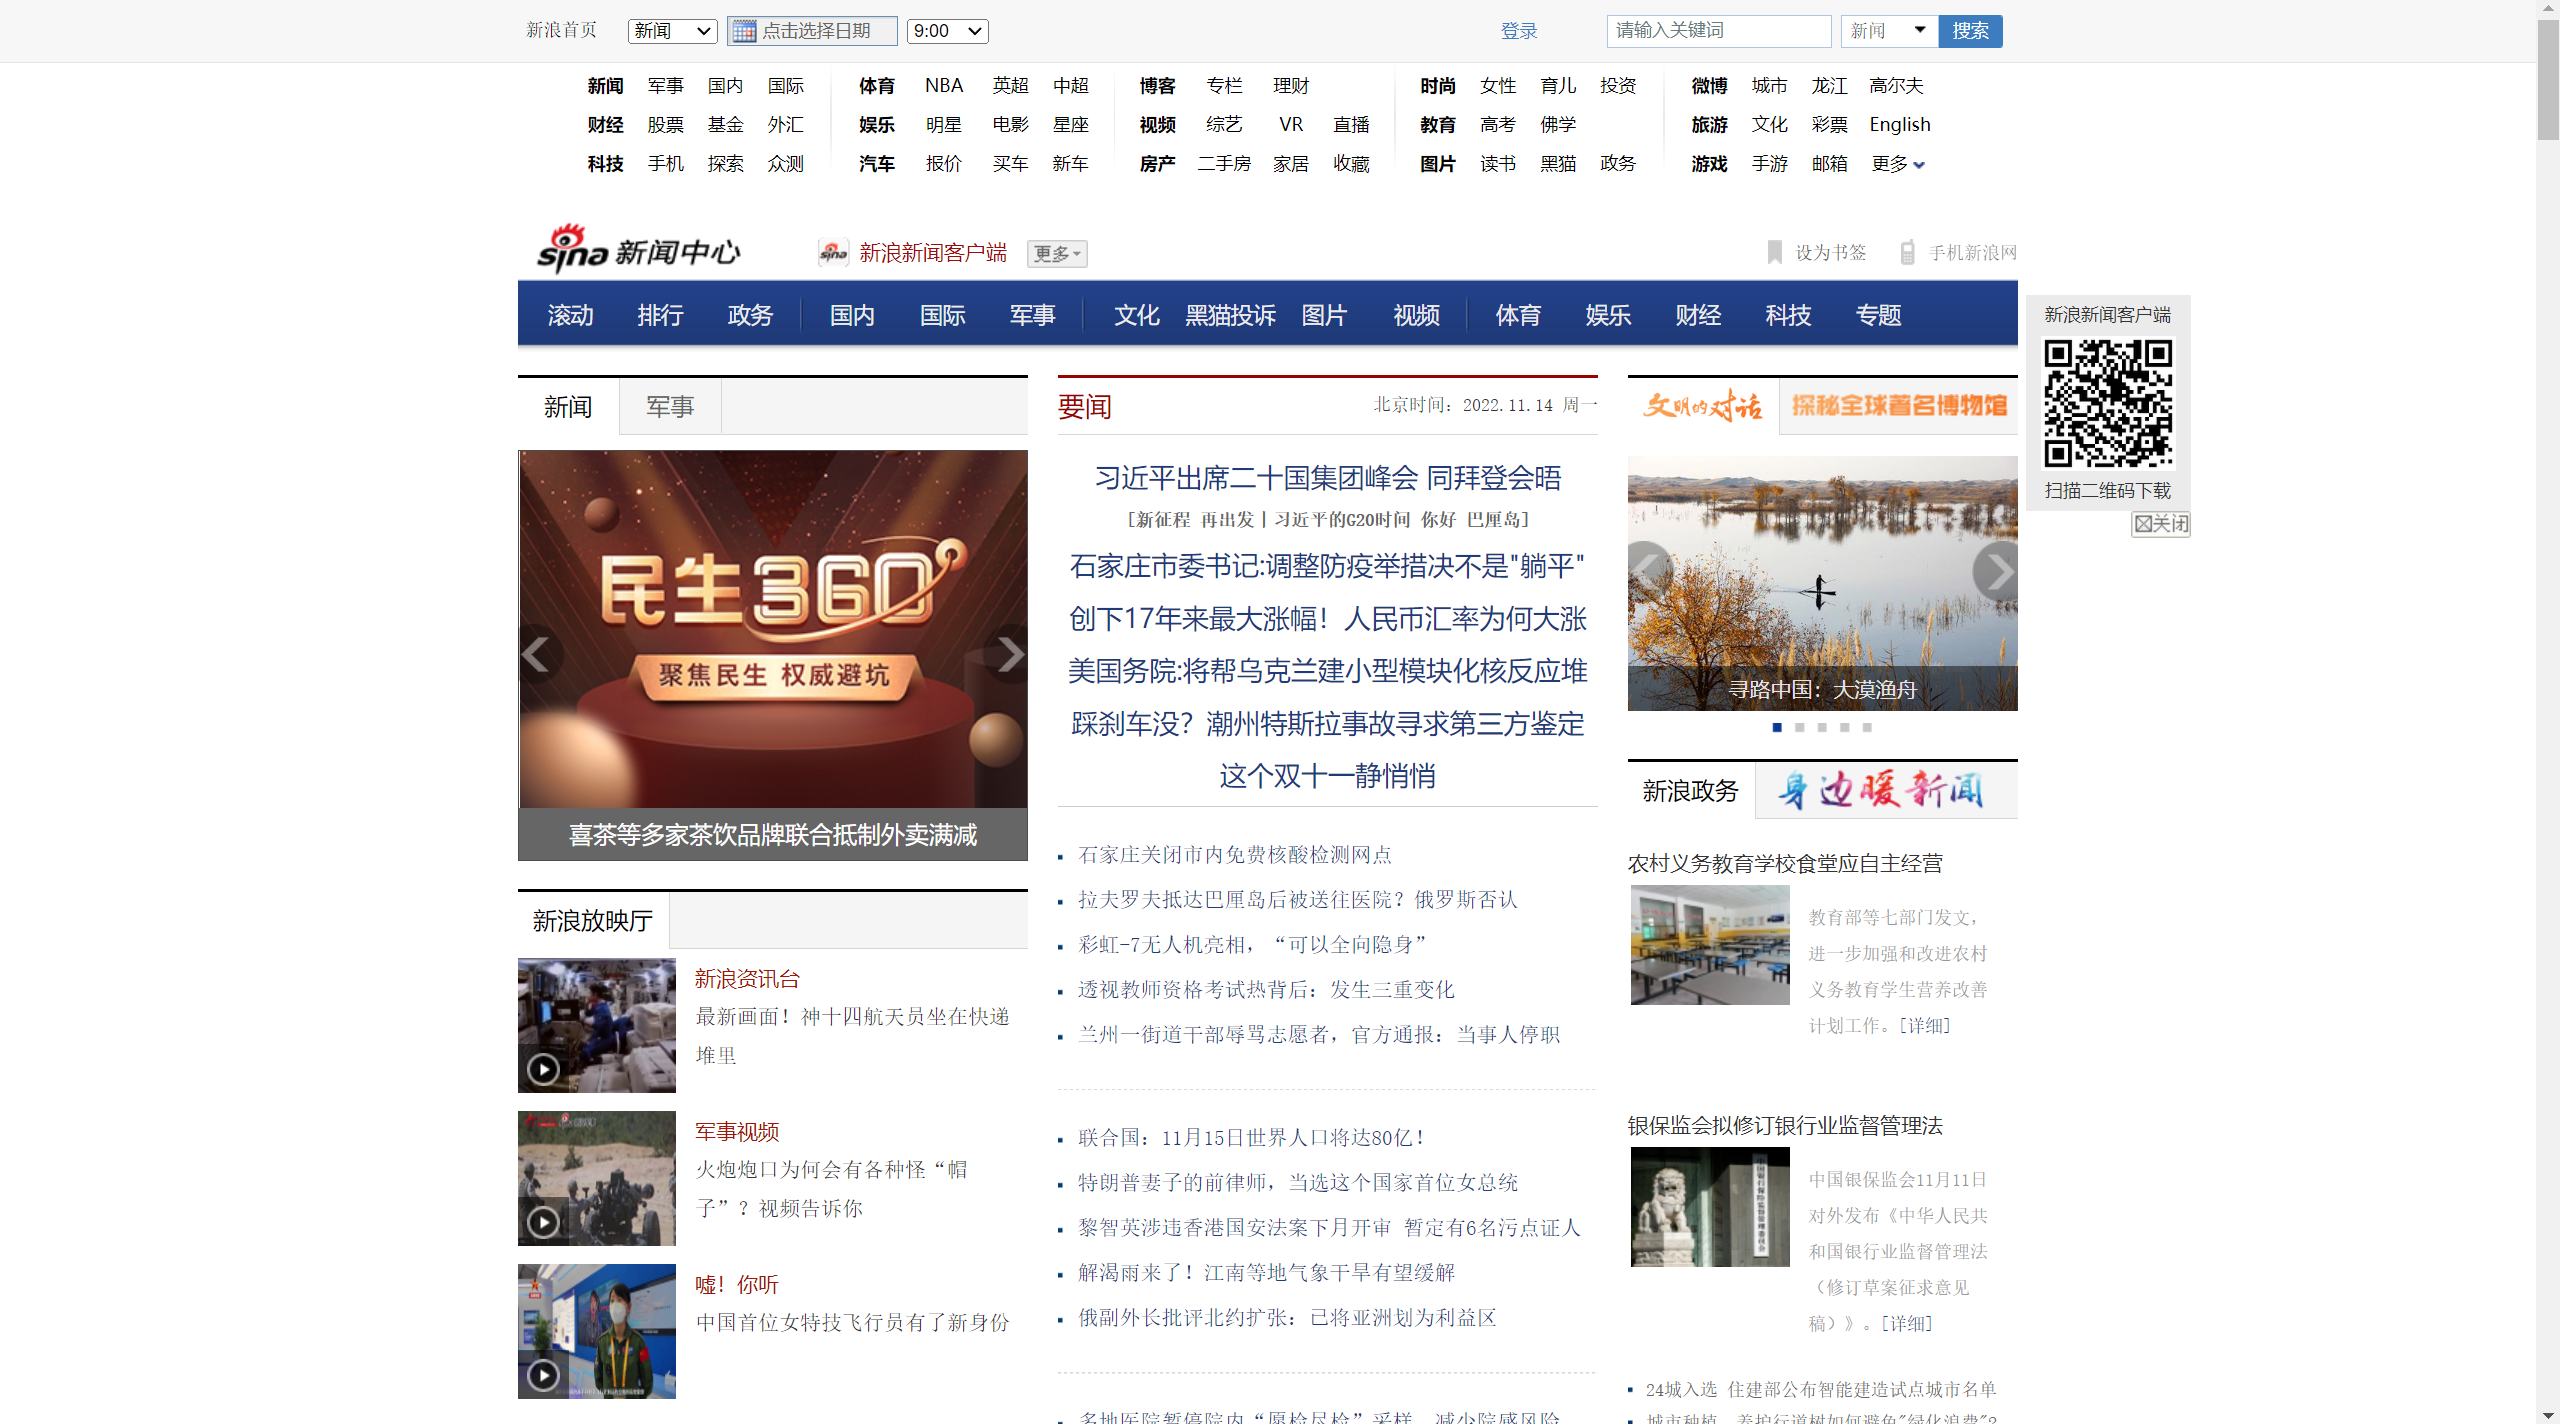 新浪首页 新闻 点击选择日期 9:00 登录 请输入关键词 新闻 搜索
新闻 军事 国内 国际 体育 NBA 英超 中超 博客 专栏 理财 时尚 女性 育儿 投资 微博 城市 龙江 高尔夫
财经 股票 基金 外汇 娱乐 明星 电影 星座 视频 综艺 VR 直播 教育 高考 佛学 旅游 文化 彩票 English
科技 手机 探索 众测 汽车 报价 买车 新车 房产 二手房 家居 收藏 图片 读书 黑猫 政务 游戏 手游 邮箱 更多
sina 新闻中心 sina 新浪新闻客户端 更多 设为书签 手机新浪网
滚动 排行 政务 国内 国际 军事 文化 黑猫投诉 图片 视频 体育 娱乐 财经 科技 专题
新浪新闻客户端
扫描二维码下载
关闭
新闻 军事
民生360°
聚焦民生 权威避坑
喜茶等多家茶饮品牌联合抵制外卖满减
新浪放映厅
新浪资讯台
最新画面！神十四航天员坐在快递
堆里
军事视频
火炮炮口为何会有各种怪“帽
子”？视频告诉你
嘘！你听
中国首位女特技飞行员有了新身份
要闻 北京时间：2022.11.14 周一
习近平出席二十国集团峰会 同拜登会晤
[新征程 再出发丨习近平的G20时间 你好 巴厘岛]
石家庄市委书记:调整防疫举措决不是"躺平"
创下17年来最大涨幅！人民币汇率为何大涨
美国务院:将帮乌克兰建小型模块化核反应堆
踩刹车没？潮州特斯拉事故寻求第三方鉴定
这个双十一静悄悄
石家庄关闭市内免费核酸检测网点
拉夫罗夫抵达巴厘岛后被送往医院？俄罗斯否认
彩虹-7无人机亮相，“可以全向隐身”
透视教师资格考试热背后：发生三重变化
兰州一街道干部辱骂志愿者，官方通报：当事人停职
联合国：11月15日世界人口将达80亿！
特朗普妻子的前律师，当选这个国家首位女总统
黎智英涉违香港国安法案下月开审 暂定有6名污点证人
解渴雨来了！江南等地气象干旱有望缓解
俄副外长批评北约扩张：已将亚洲划为利益区
多地医院暂停院内“愿检尽检”采样，减少院感风险
文明的对话 探秘全球著名博物馆
寻路中国：大漠渔舟
新浪政务 身边暖新闻
农村义务教育学校食堂应自主经营
教育部等七部门发文，
进一步加强和改进农村
义务教育学生营养改善
计划工作。[详细]
银保监会拟修订银行业监督管理法
中国银保监会11月11日
对外发布《中华人民共
和国银行业监督管理法
（修订草案征求意见
稿）》。[详细]
24城入选 住建部公布智能建造试点城市名单
城市种植、养护行道树如何避免"绿化浪费"?